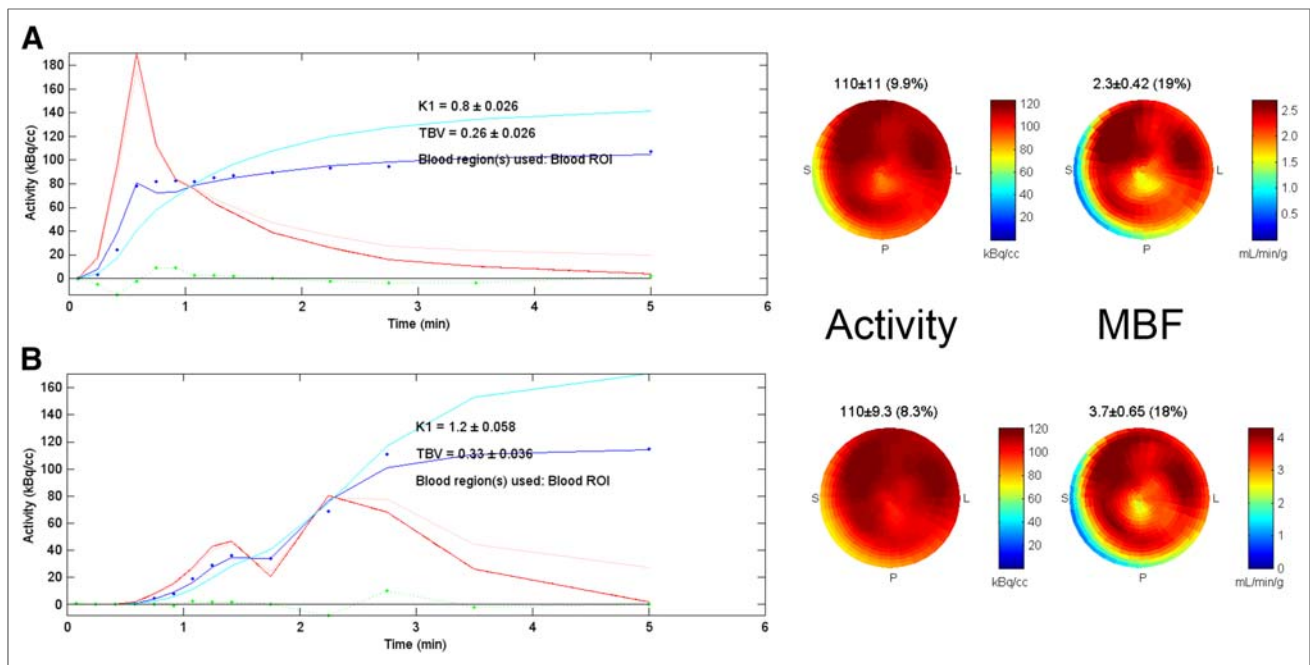 A
180
160
140
120
100
80
60
40
20
0
Activity (kBq/cc)
0 1 2 3 4 5 6
Time (min)
K1 = 0.8 ± 0.026
TBV = 0.26 ± 0.026
Blood region(s) used: Blood ROI
110±11 (9.9%)
S
L
P
120
100
80
60
40
20
kBq/cc
2.3±0.42 (19%)
S
L
P
2.5
2.0
1.5
1.0
0.5
mL/min/g
Activity
MBF
B
160
140
120
100
80
60
40
20
0
Activity (kBq/cc)
0 1 2 3 4 5 6
Time (min)
K1 = 1.2 ± 0.058
TBV = 0.33 ± 0.036
Blood region(s) used: Blood ROI
110±9.3 (8.3%)
S
L
P
120
100
80
60
40
20
kBq/cc
3.7±0.65 (18%)
S
L
P
4
3
2
1
0
mL/min/g